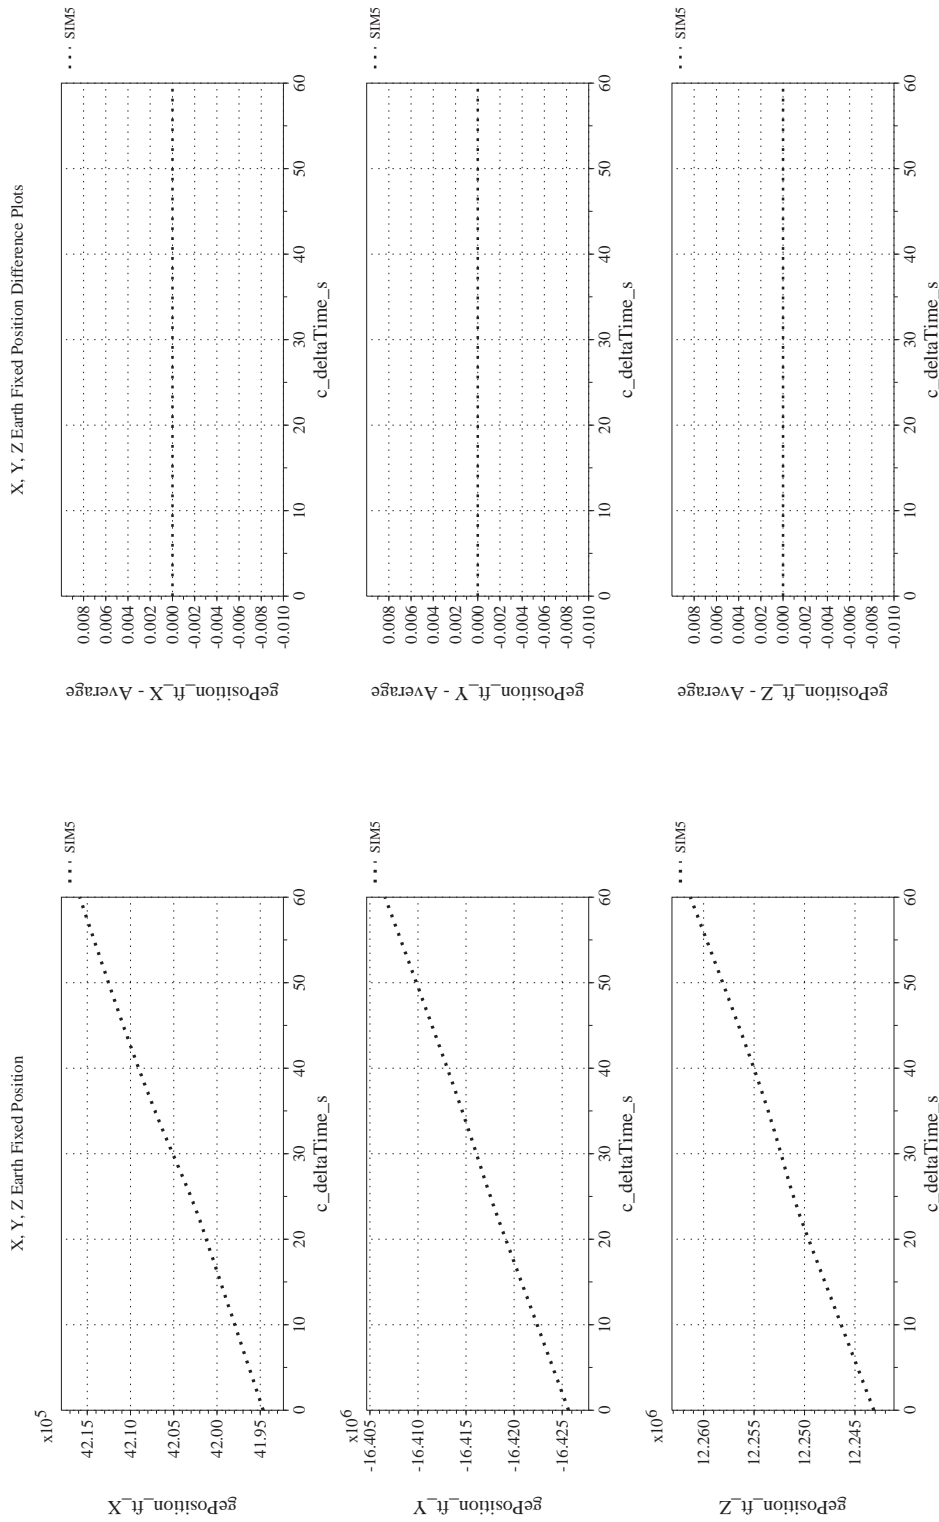 X, Y, Z Earth Fixed Position
x10^5
42.15
42.10
42.05
42.00
41.95
gePosition_ft_X
0 10 20 30 40 50 60
c_deltaTime_s
SIM5
x10^6
-16.405
-16.410
-16.415
-16.420
-16.425
gePosition_ft_Y
0 10 20 30 40 50 60
c_deltaTime_s
SIM5
x10^6
12.260
12.255
12.250
12.245
gePosition_ft_Z
0 10 20 30 40 50 60
c_deltaTime_s
SIM5
X, Y, Z Earth Fixed Position Difference Plots
0.008
0.006
0.004
0.002
0.000
-0.002
-0.004
-0.006
-0.008
-0.010
gePosition_ft_X - Average
0 10 20 30 40 50 60
c_deltaTime_s
SIM5
0.008
0.006
0.004
0.002
0.000
-0.002
-0.004
-0.006
-0.008
-0.010
gePosition_ft_Y - Average
0 10 20 30 40 50 60
c_deltaTime_s
SIM5
0.008
0.006
0.004
0.002
0.000
-0.002
-0.004
-0.006
-0.008
-0.010
gePosition_ft_Z - Average
0 10 20 30 40 50 60
c_deltaTime_s
SIM5